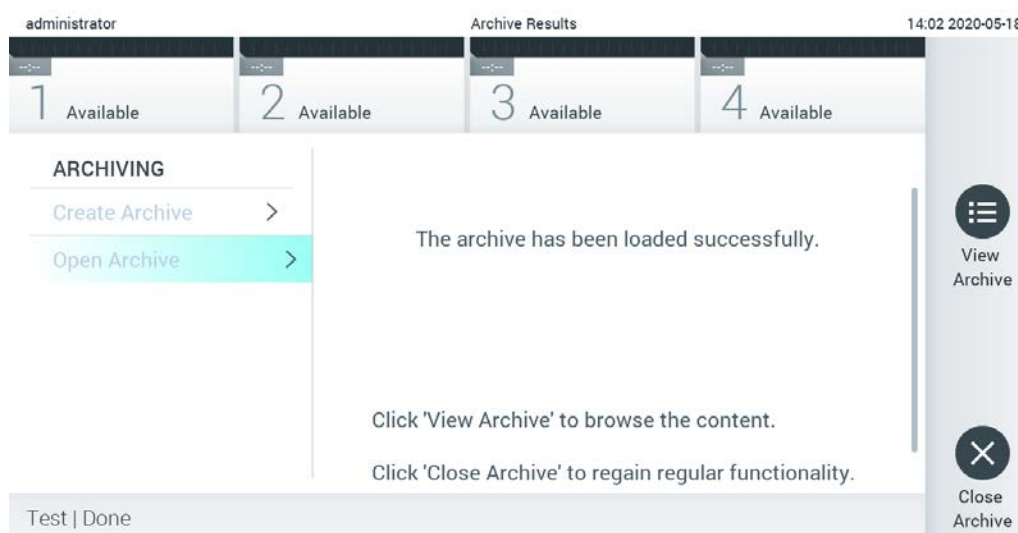 administrator Archive Results 14:02 2020-05-18
--:-- --:-- --:-- --:--
1 Available 2 Available 3 Available 4 Available
ARCHIVING
Create Archive
Open Archive
The archive has been loaded successfully.
Click 'View Archive' to browse the content.
Click 'Close Archive' to regain regular functionality.
View
Archive
Close
Archive
Test | Done